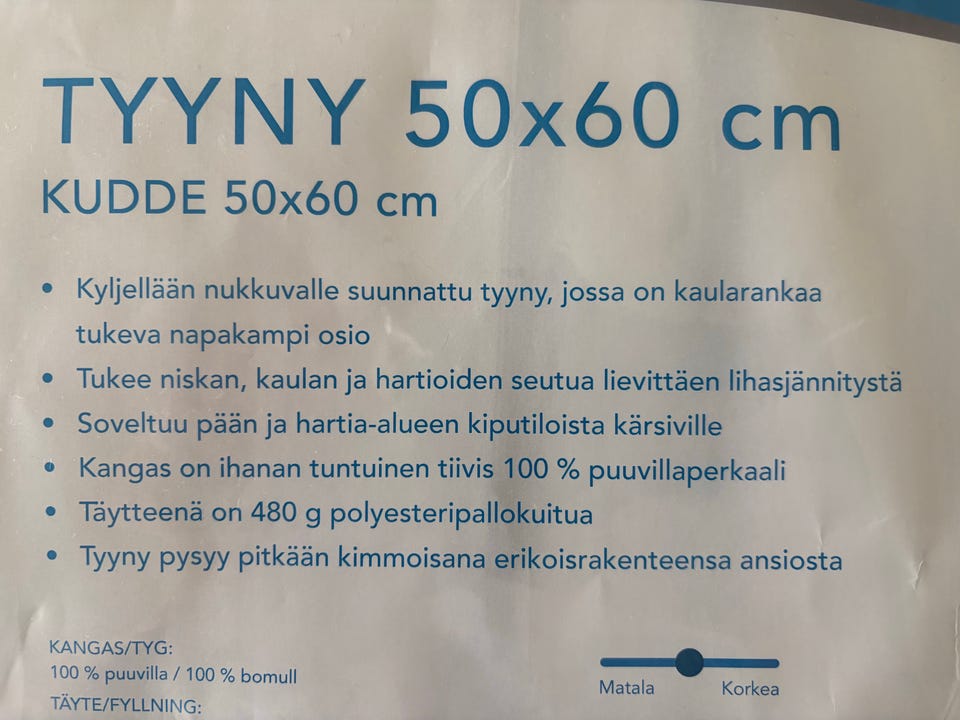 TYYNY 50x60 cm
KUDDE 50x60 cm
• Kyljellään nukkuvalle suunnattu tyyny, jossa on kaularankaa
tukeva napakampi osio
• Tukee niskan, kaulan ja hartioiden seutua lievittäen lihasjännitystä
• Soveltuu pään ja hartia-alueen kiputiloista kärsiville
• Kangas on ihanan tuntuinen tiivis 100 % puuvillaperkaali
• Täytteenä on 480 g polyesteripallokuitua
• Tyyny pysyy pitkään kimmoisana erikoisrakenteensa ansiosta
KANGAS/TYG:
100 % puuvilla / 100 % bomull
TÄYTE/FYLLNING:
Matala Korkea